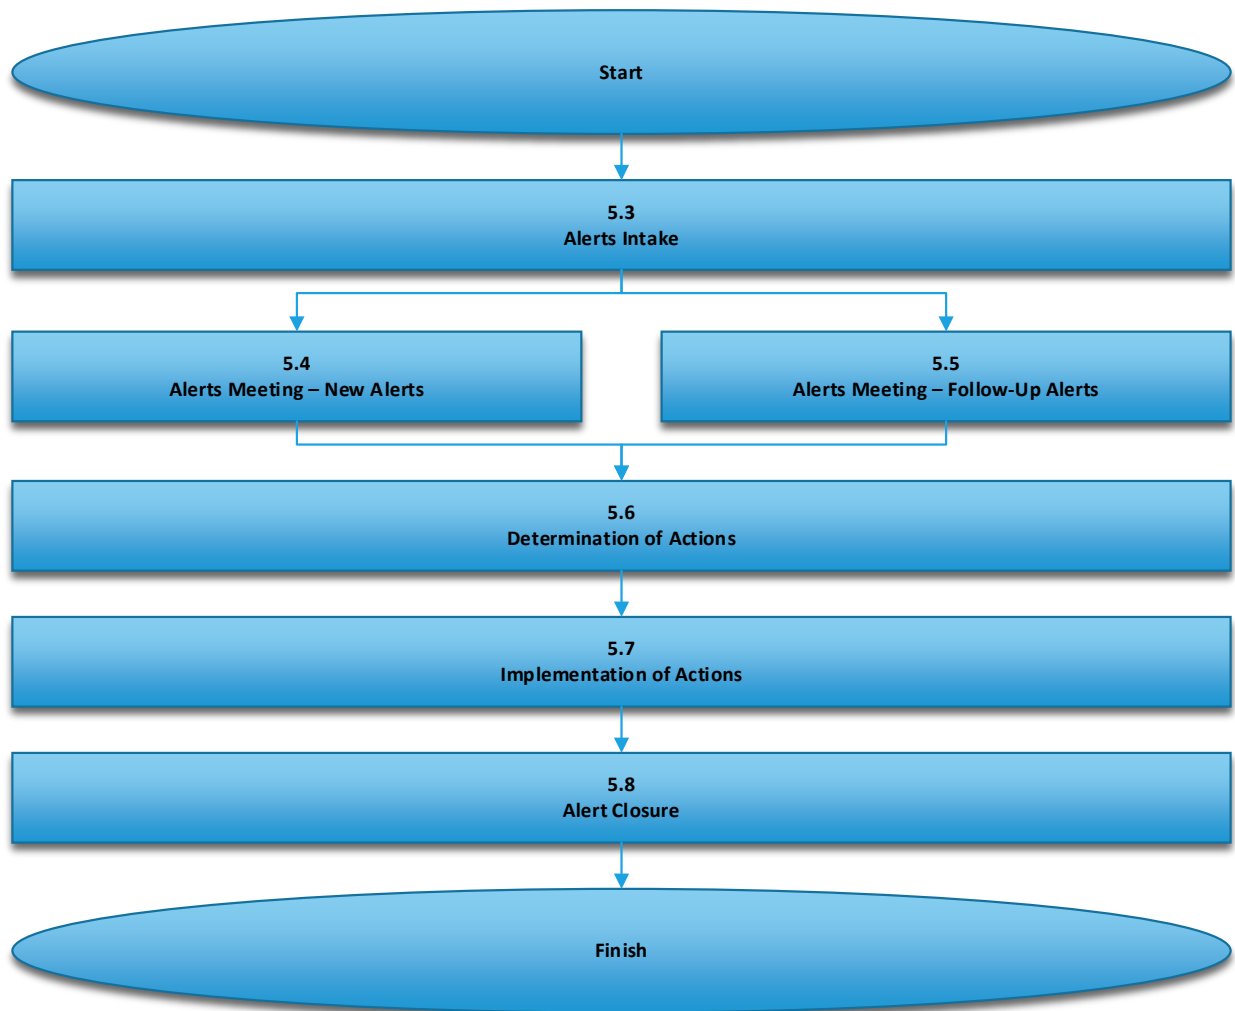 Start
5.3
Alerts Intake
5.4
Alerts Meeting – New Alerts
5.5
Alerts Meeting – Follow-Up Alerts
5.6
Determination of Actions
5.7
Implementation of Actions
5.8
Alert Closure
Finish